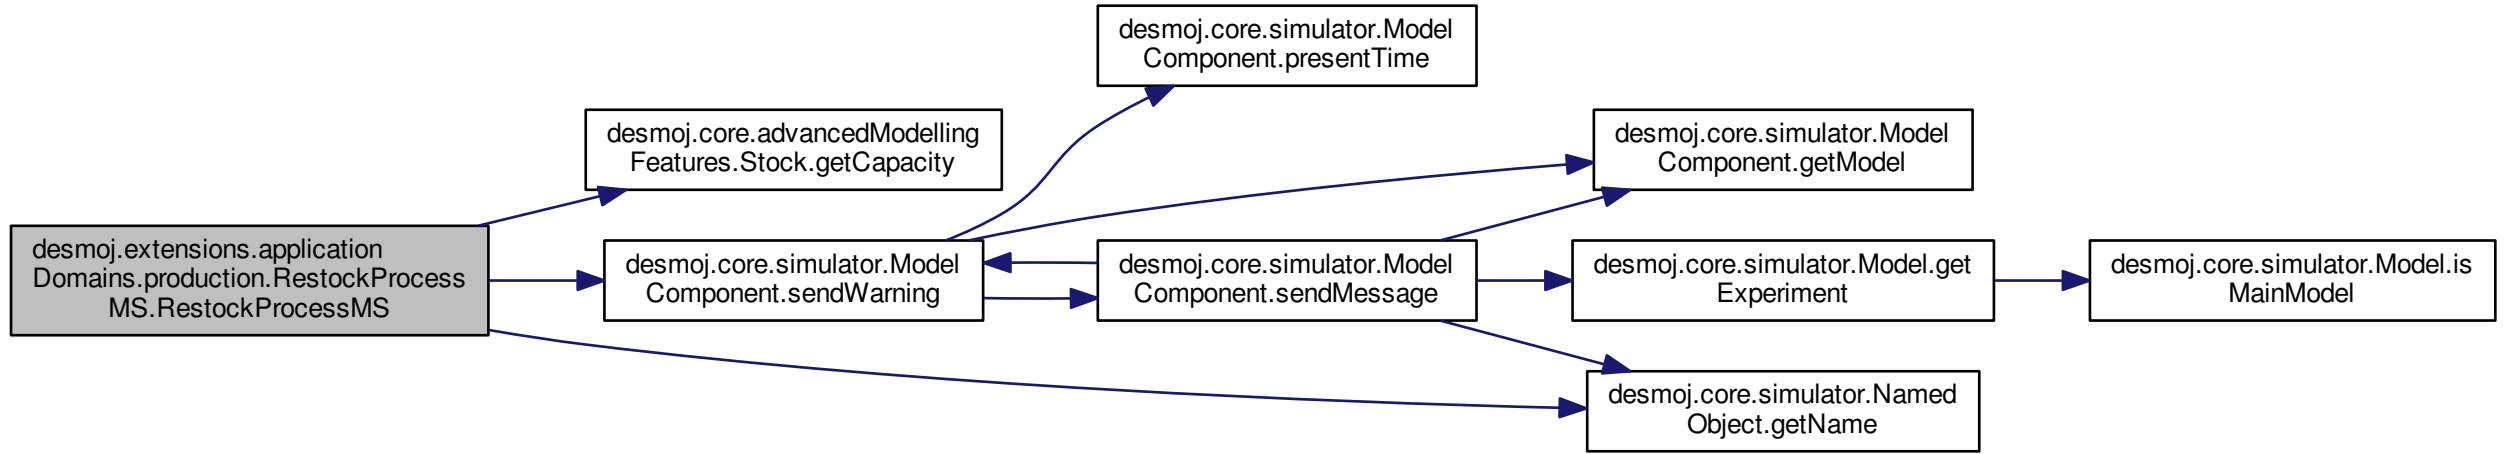 desmoj.extensions.application
Domains.production.RestockProcess
MS.RestockProcessMS
desmoj.core.advancedModelling
Features.Stock.getCapacity
desmoj.core.simulator.Model
Component.sendWarning
desmoj.core.simulator.Model
Component.presentTime
desmoj.core.simulator.Model
Component.sendMessage
desmoj.core.simulator.Model
Component.getModel
desmoj.core.simulator.Model.get
Experiment
desmoj.core.simulator.Named
Object.getName
desmoj.core.simulator.Model.is
MainModel